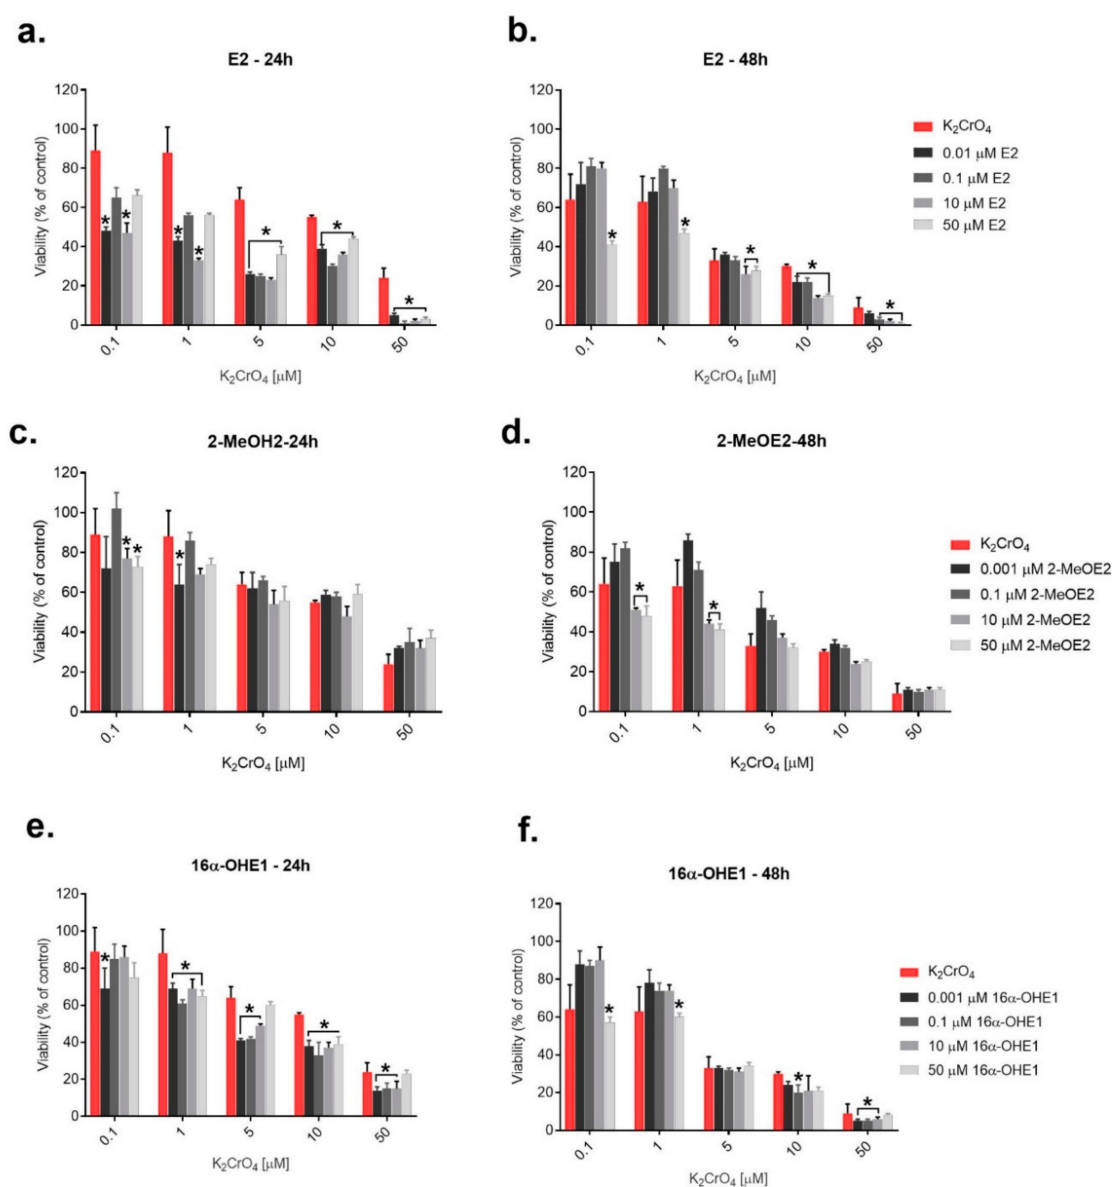 a.
E2 - 24h
Viability (% of control)
120
100
80
60
40
20
0
* * * * * * *
0.1 1 5 10 50
K₂CrO₄ [μM]
b.
E2 - 48h
Viability (% of control)
120
100
80
60
40
20
0
* * * * *
0.1 1 5 10 50
K₂CrO₄ [μM]
K₂CrO₄
0.01 μM E2
0.1 μM E2
10 μM E2
50 μM E2
c.
2-MeOH2-24h
Viability (% of control)
120
100
80
60
40
20
0
* * *
0.1 1 5 10 50
K₂CrO₄ [μM]
d.
2-MeOE2-48h
Viability (% of control)
120
100
80
60
40
20
0
* *
0.1 1 5 10 50
K₂CrO₄ [μM]
K₂CrO₄
0.001 μM 2-MeOE2
0.1 μM 2-MeOE2
10 μM 2-MeOE2
50 μM 2-MeOE2
e.
16α-OHE1 - 24h
Viability (% of control)
120
100
80
60
40
20
0
* * * * *
0.1 1 5 10 50
K₂CrO₄ [μM]
f.
16α-OHE1 - 48h
Viability (% of control)
120
100
80
60
40
20
0
* * * *
0.1 1 5 10 50
K₂CrO₄ [μM]
K₂CrO₄
0.001 μM 16α-OHE1
0.1 μM 16α-OHE1
10 μM 16α-OHE1
50 μM 16α-OHE1